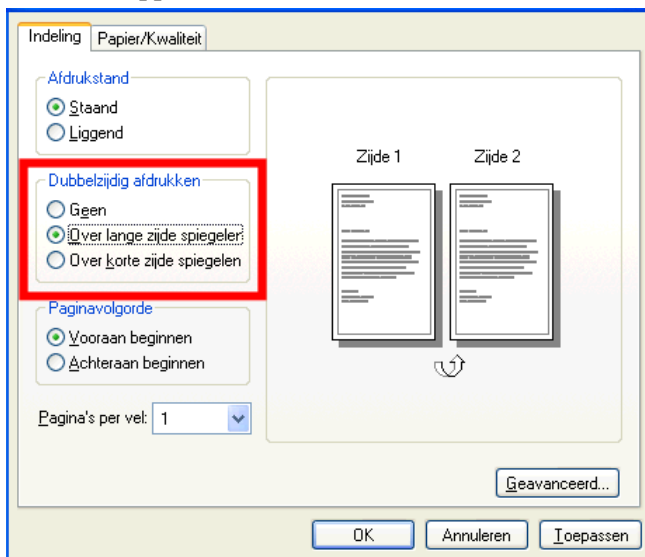 Indeling Papier/Kwaliteit
Afdrukstand
Staand
Liggend
Dubbelzijdig afdrukken
Geen
Over lange zijde spiegeler
Over korte zijde spiegelen
Paginavolgorde
Vooraan beginnen
Achteraan beginnen
Pagina's per vel: 1
Zijde 1 Zijde 2
Geavanceerd...
OK Annuleren Toepassen